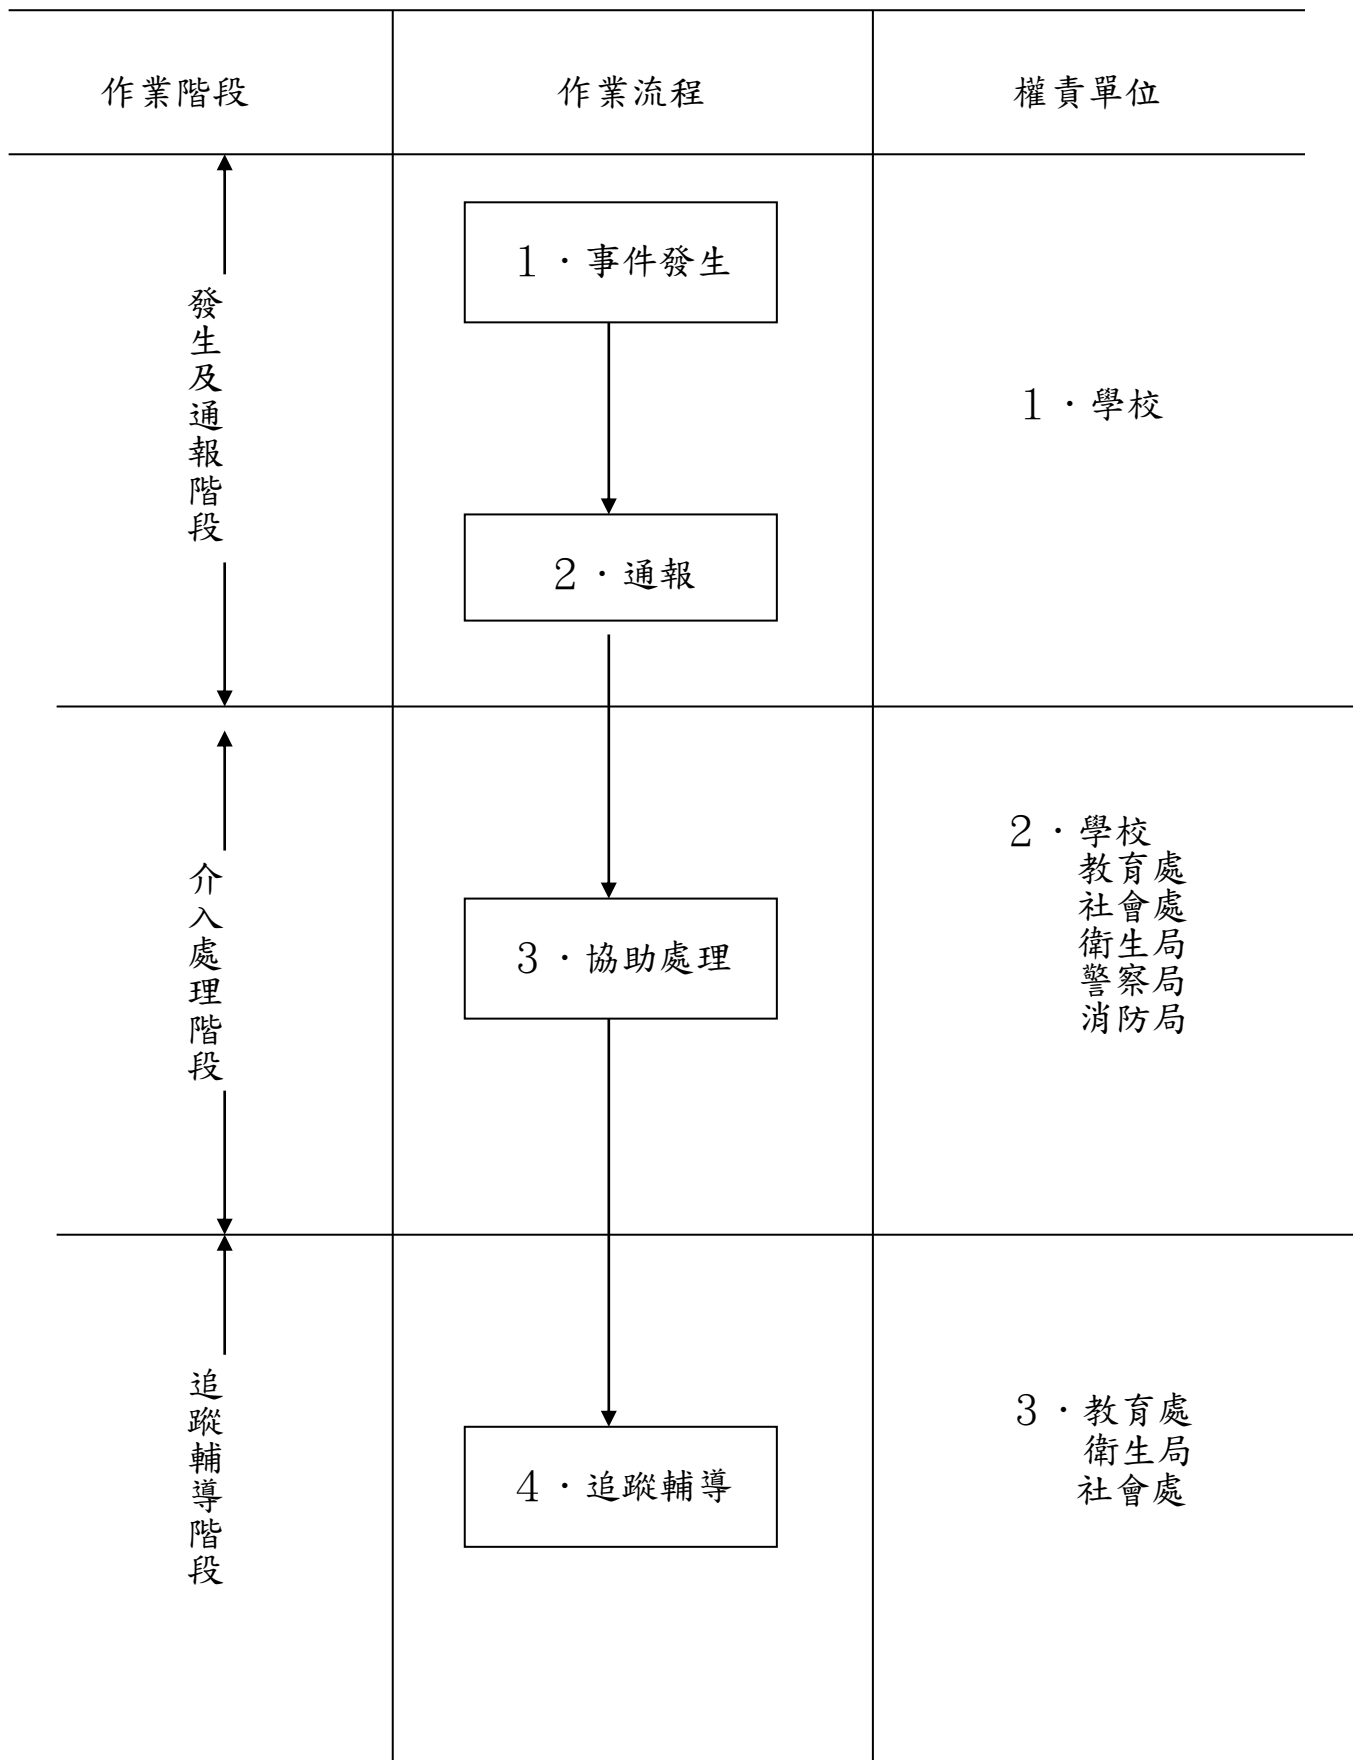 作業階段
作業流程
權責單位
發生及通報階段
1．事件發生
2．通報
1．學校
介入處理階段
3．協助處理
2．學校
教育處
社會處
衛生局
警察局
消防局
追蹤輔導階段
4．追蹤輔導
3．教育處
衛生局
社會處